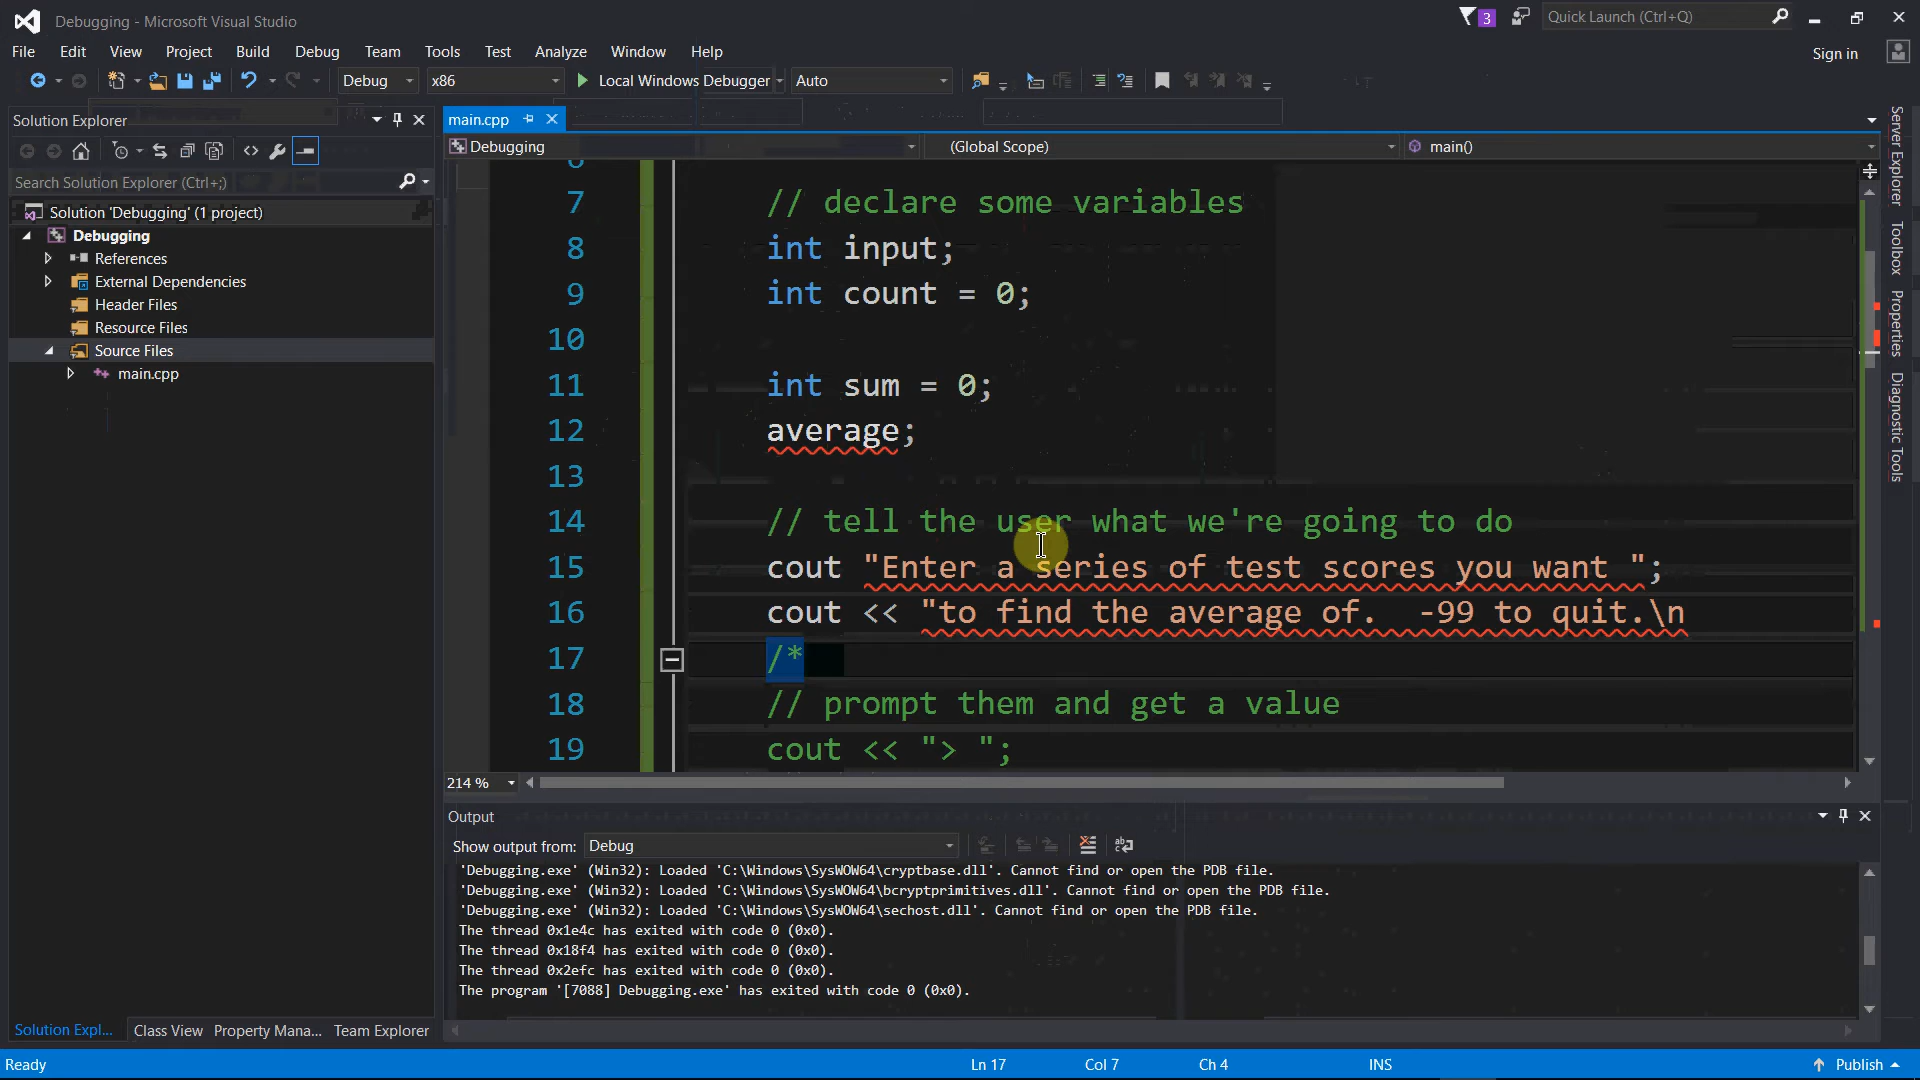 Debugging - Microsoft Visual Studio
3
Quick Launch (Ctrl+Q)
File Edit View Project Build Debug Team Tools Test Analyze Window Help
Sign in
Debug x86 Local Windows Debugger Auto
Solution Explorer
Search Solution Explorer (Ctrl+;)
Solution 'Debugging' (1 project)
Debugging
References
External Dependencies
Header Files
Resource Files
Source Files
main.cpp
main.cpp
Debugging (Global Scope) main()
6
7 // declare some variables
8 int input;
9 int count = 0;
10
11 int sum = 0;
12 average;
13
14 // tell the user what we're going to do
15 cout "Enter a series of test scores you want ";
16 cout << "to find the average of.  -99 to quit.\n
17 /*
18 // prompt them and get a value
19 cout << "> ";
214 %
Output
Show output from: Debug
'Debugging.exe' (Win32): Loaded 'C:\Windows\SysWOW64\cryptbase.dll'. Cannot find or open the PDB file.
'Debugging.exe' (Win32): Loaded 'C:\Windows\SysWOW64\bcryptprimitives.dll'. Cannot find or open the PDB file.
'Debugging.exe' (Win32): Loaded 'C:\Windows\SysWOW64\sechost.dll'. Cannot find or open the PDB file.
The thread 0x1e4c has exited with code 0 (0x0).
The thread 0x18f4 has exited with code 0 (0x0).
The thread 0x2efc has exited with code 0 (0x0).
The program '[7088] Debugging.exe' has exited with code 0 (0x0).
Solution Expl... Class View Property Mana... Team Explorer
Server Explorer
Toolbox
Properties
Diagnostic Tools
Ready Ln 17 Col 7 Ch 4 INS Publish